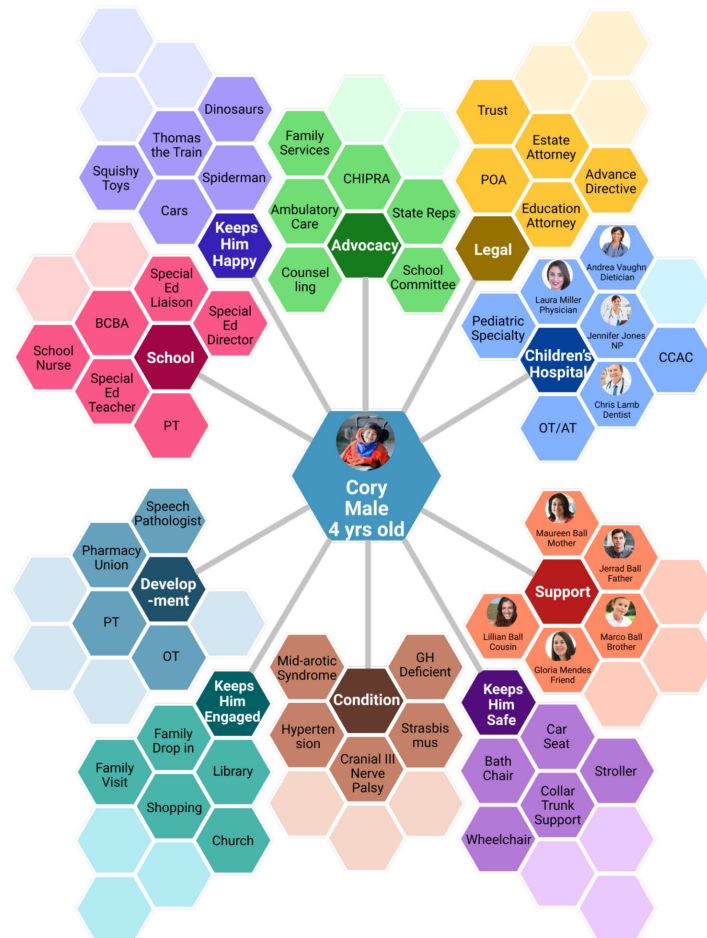 Dinosaurs
Thomas
the Train
Squishy
Toys
Spiderman
Cars
Keeps
Him
Happy
Family
Services
CHIPRA
Ambulatory
Care
State Reps
Advocacy
Counsel
ling
School
Committee
Trust
Estate
Attorney
POA
Advance
Directive
Education
Attorney
Legal
Special
Ed
Liaison
BCBA
Special
Ed
Director
School
Nurse
School
Special
Ed
Teacher
PT
Andrea Vaughn
Dietician
Laura Miller
Physician
Pediatric
Specialty
Jennifer Jones
NP
Children's
Hospital
CCAC
Chris Lamb
Dentist
OT/AT
Cory
Male
4 yrs old
Speech
Pathologist
Pharmacy
Union
Develop
-ment
PT
OT
Maureen Ball
Mother
Jerrad Ball
Father
Support
Lillian Ball
Cousin
Marco Ball
Brother
Gloria Mendes
Friend
Keeps
Him
Engaged
Family
Drop in
Family
Visit
Library
Shopping
Church
Mid-arotic
Syndrome
GH
Deficient
Condition
Hyperten
sion
Strasbis
mus
Cranial III
Nerve
Palsy
Keeps
Him
Safe
Car
Seat
Bath
Chair
Stroller
Collar
Trunk
Support
Wheelchair